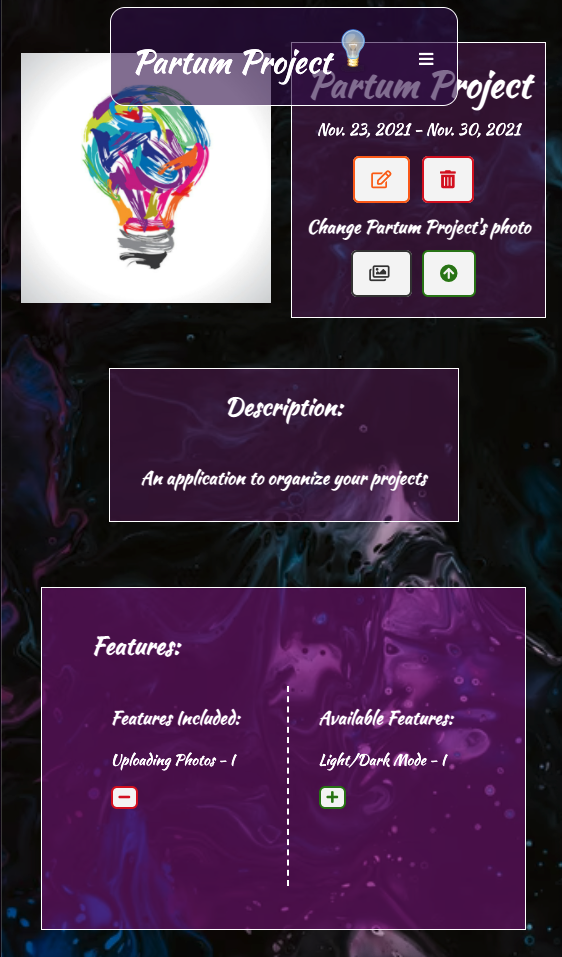 Partum Project
Partum Project
Nov. 23, 2021 - Nov. 30, 2021
Change Partum Project's photo
Description:
An application to organize your projects
Features:
Features Included:
Uploading Photos - 1
Available Features:
Light/Dark Mode - 1